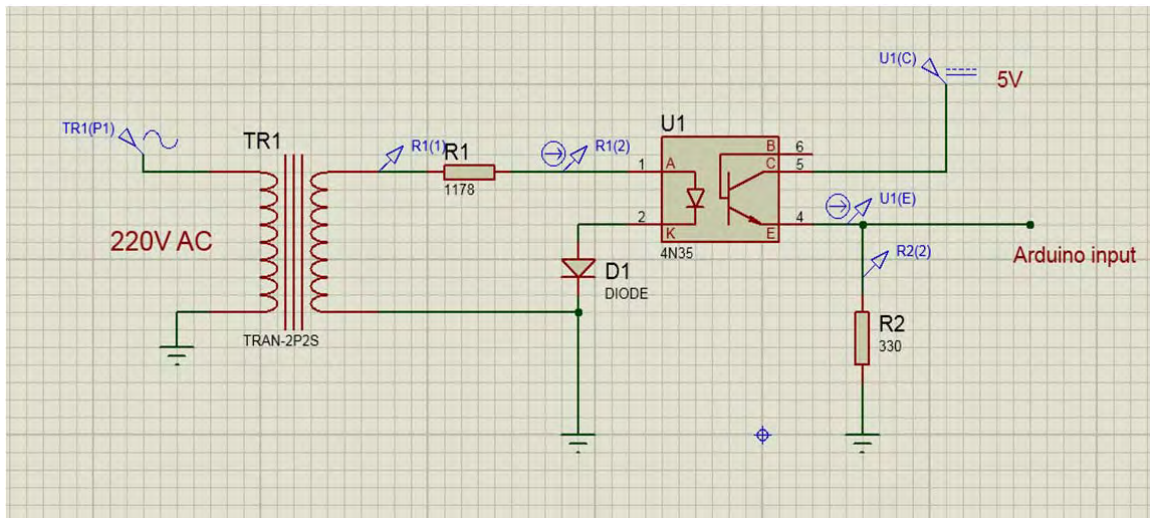 U1(C)
5V
TR1(P1)
TR1
R1(1)
R1
R1(2)
U1
1178
1
A
B
6
C
5
220V AC
2
K
E
4
U1(E)
4N35
R2(2)
Arduino input
D1
DIODE
TRAN-2P2S
R2
330